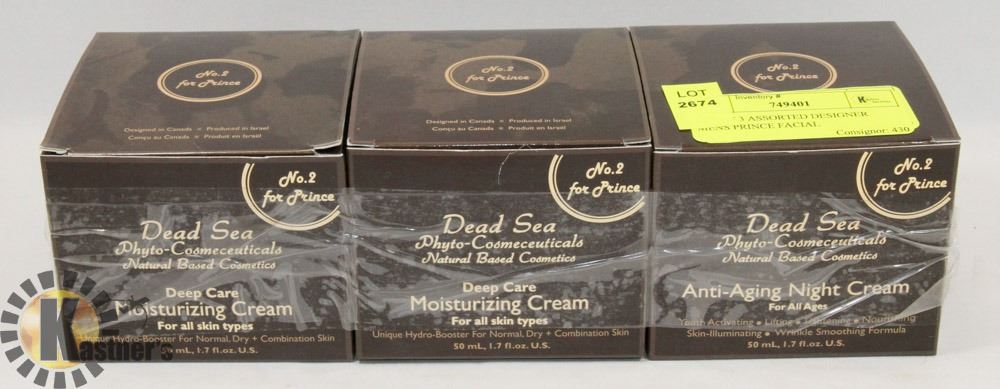 No.2
for Prince
Designed in Canada • Produced in Israel
Conçu au Canada • Produit en Israel
No.2
for Prince
Dead Sea
Phyto-Cosmeceuticals
Natural Based Cosmetics
Deep Care
Moisturizing Cream
For all skin types
Unique Hydro-Booster For Normal, Dry + Combination Skin
50 mL, 1.7 fl.oz. U.S.
No.2
for Prince
Designed in Canada • Produced in Israel
Conçu au Canada • Produit en Israel
No.2
for Prince
Dead Sea
Phyto-Cosmeceuticals
Natural Based Cosmetics
Deep Care
Moisturizing Cream
For all skin types
Unique Hydro-Booster For Normal, Dry + Combination Skin
50 mL, 1.7 fl.oz. U.S.
No.2
for Prince
LOT
2674
Inventory #
749401
3 ASSORTED DESIGNER
MENS PRINCE FACIAL
Consignor: 430
No.2
for Prince
Dead Sea
Phyto-Cosmeceuticals
Natural Based Cosmetics
Anti-Aging Night Cream
For All Ages
Youth Activating • Lifting • Tightening • Nourishing
Skin-Illuminating • Wrinkle Smoothing Formula
50 mL, 1.7 fl.oz. U.S.
Kastner's